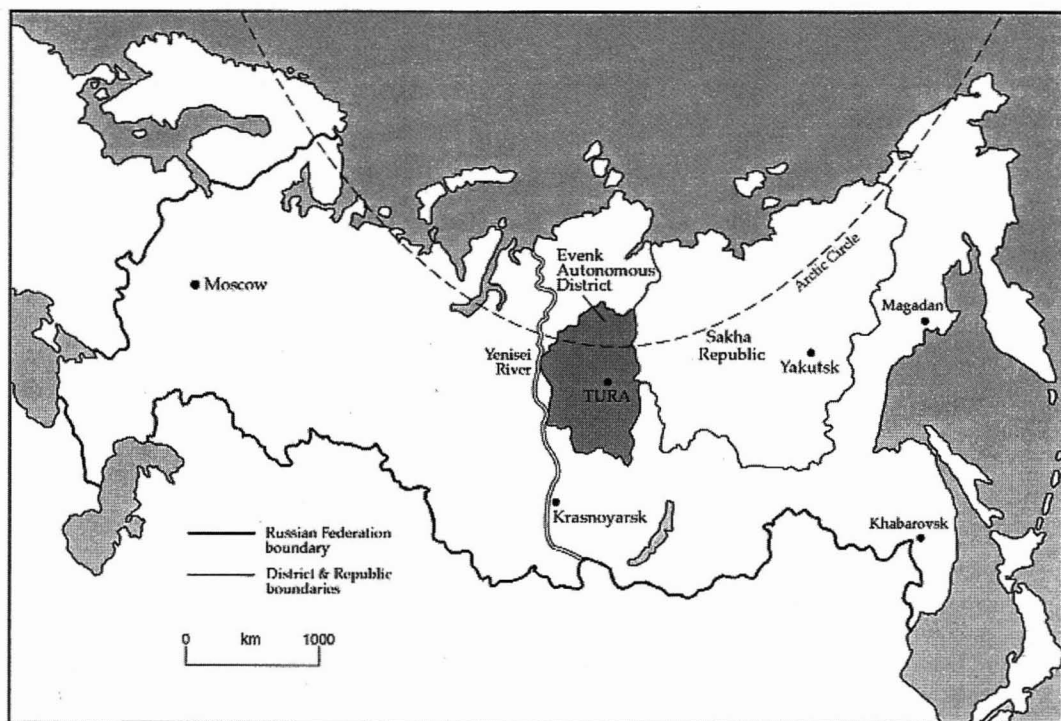 Evenk
Autonomous
District
Arctic Circle
Moscow
Magadan
Sakha
Republic
Yenisei
River
Yakutsk
TURA
Krasnoyarsk
Khabarovsk
Russian Federation
boundary
District & Republic
boundaries
0 km 1000